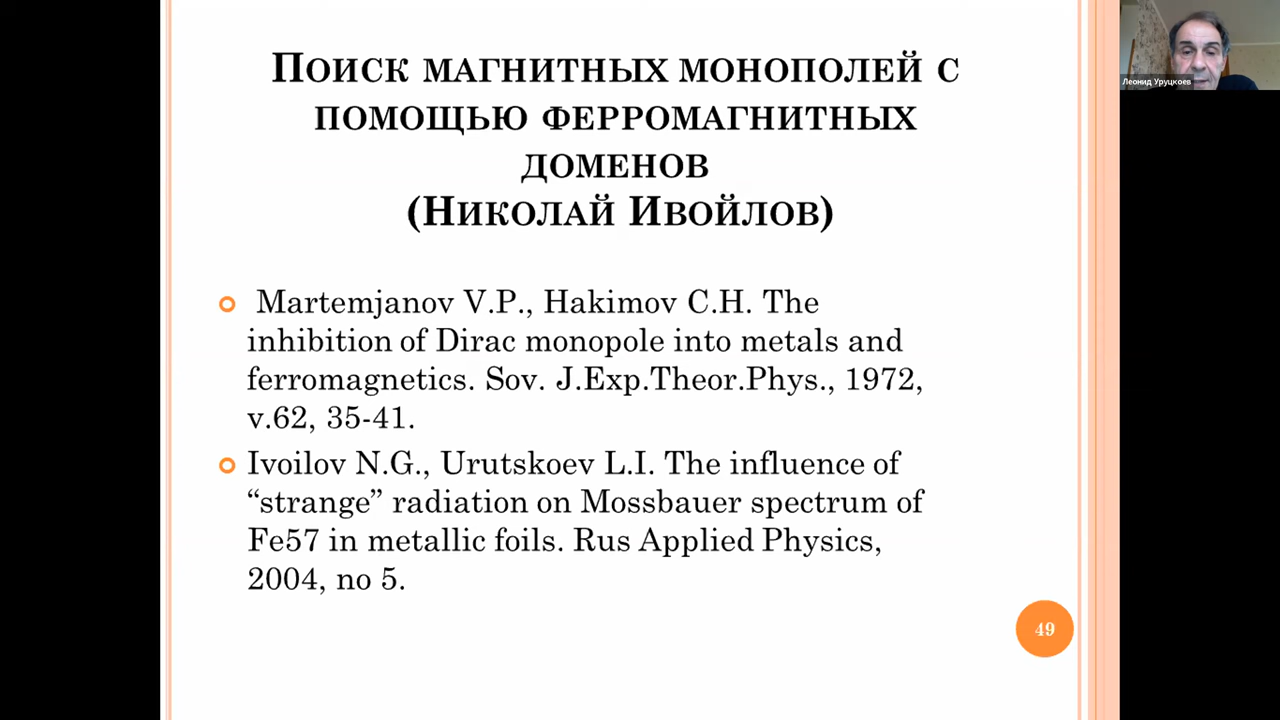 Поиск магнитных монополей с
помощью ферромагнитных
доменов
(Николай Ивойлов)
Martemjanov V.P., Hakimov C.H. The
inhibition of Dirac monopole into metals and
ferromagnetics. Sov. J.Exp.Theor.Phys., 1972,
v.62, 35-41.
Ivoilov N.G., Urutskoev L.I. The influence of
“strange” radiation on Mossbauer spectrum of
Fe57 in metallic foils. Rus Applied Physics,
2004, no 5.
49
Леонид Уруцкоев